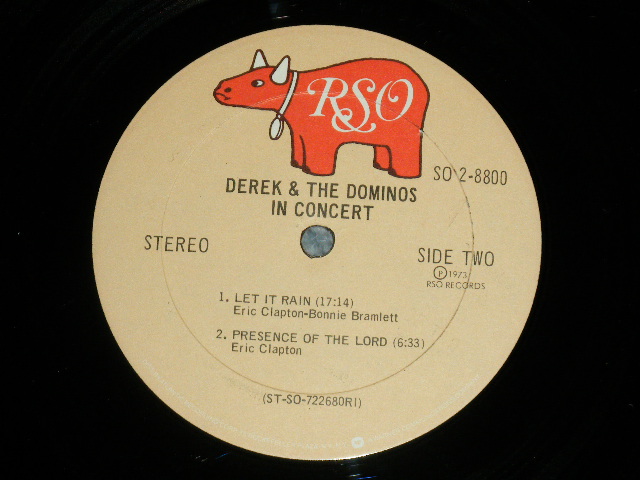 RSO
SO 2-8800
DEREK & THE DOMINOS
IN CONCERT
STEREO
SIDE TWO
Ⓟ 1973
RSO RECORDS
1. LET IT RAIN (17:14)
Eric Clapton-Bonnie Bramlett
2. PRESENCE OF THE LORD (6:33)
Eric Clapton
(ST-SO-722680RI)